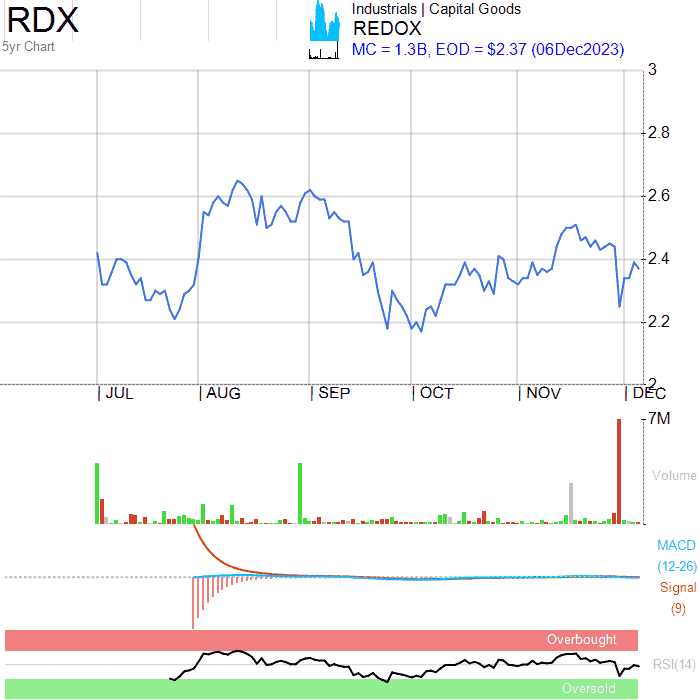 RDX
5yr Chart
Industrials | Capital Goods
REDOX
MC = 1.3B, EOD = $2.37 (06Dec2023)
3
2.8
2.6
2.4
2.2
2
| JUL | AUG | SEP | OCT | NOV | DEC
7M
Volume
MACD
(12-26)
Signal
(9)
Overbought
RSI(14)
Oversold